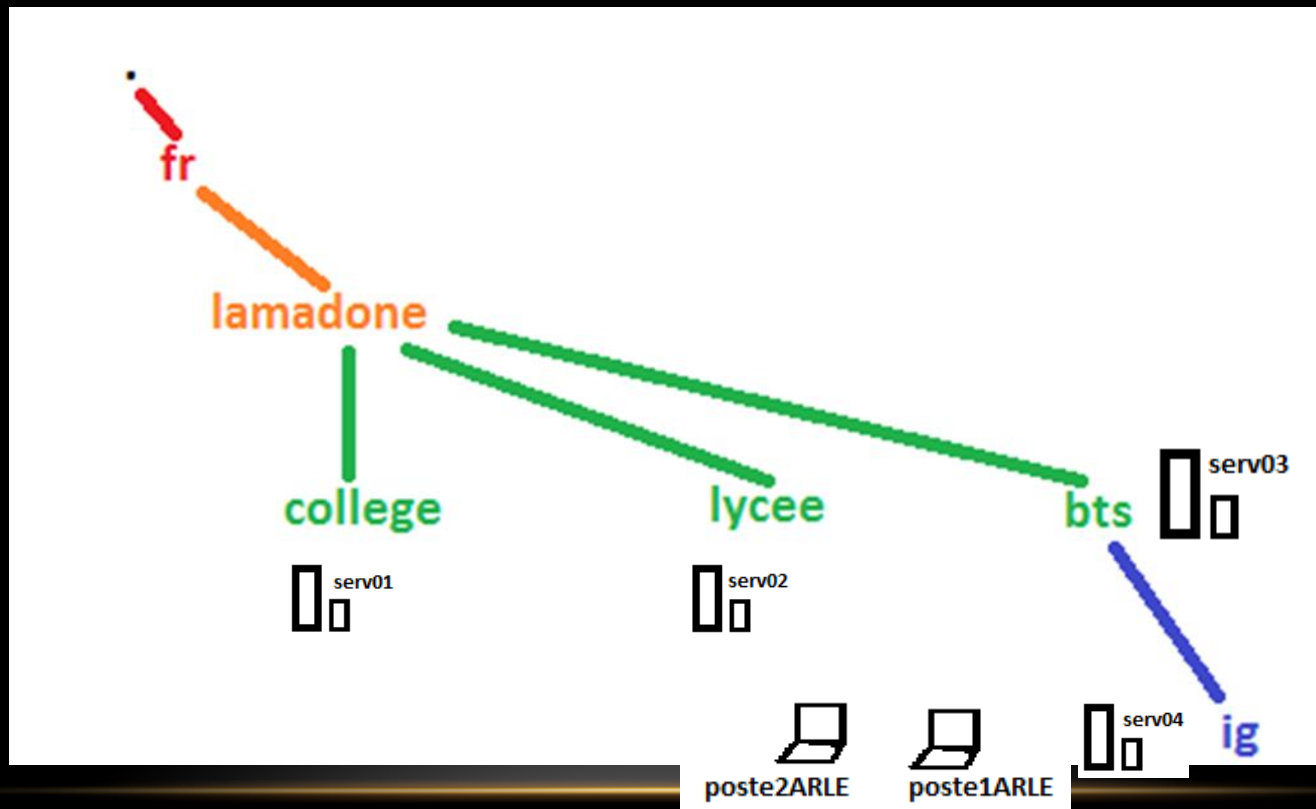 .
fr
lamadone
college
lycee
bts
serv03
serv01
serv02
serv04
ig
poste2ARLE
poste1ARLE